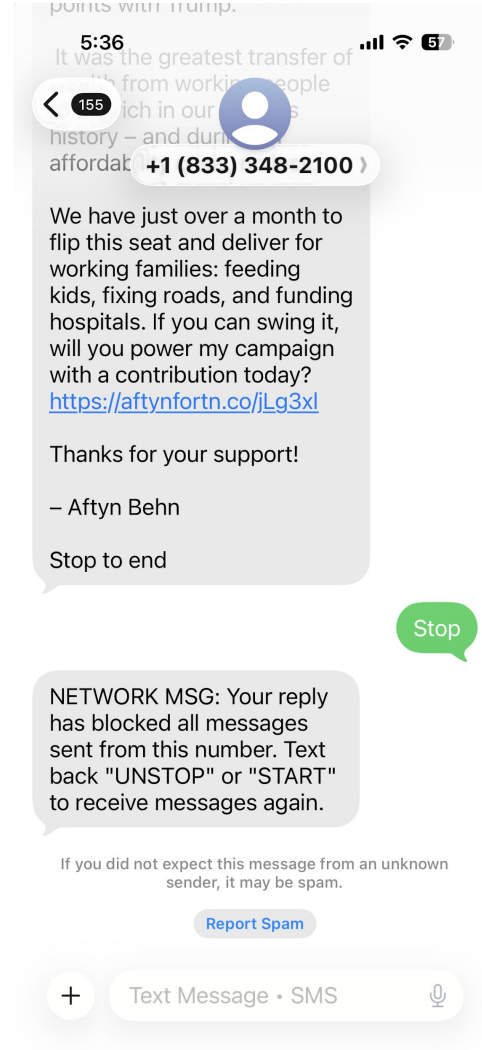 points with Trump.
5:36
57
It was the greatest transfer of
from working people
155
rich in our
history – and
affordab
+1 (833) 348-2100
We have just over a month to
flip this seat and deliver for
working families: feeding
kids, fixing roads, and funding
hospitals. If you can swing it,
will you power my campaign
with a contribution today?
https://aftynfortn.co/jLg3xl
Thanks for your support!
– Aftyn Behn
Stop to end
Stop
NETWORK MSG: Your reply
has blocked all messages
sent from this number. Text
back "UNSTOP" or "START"
to receive messages again.
If you did not expect this message from an unknown
sender, it may be spam.
Report Spam
Text Message • SMS